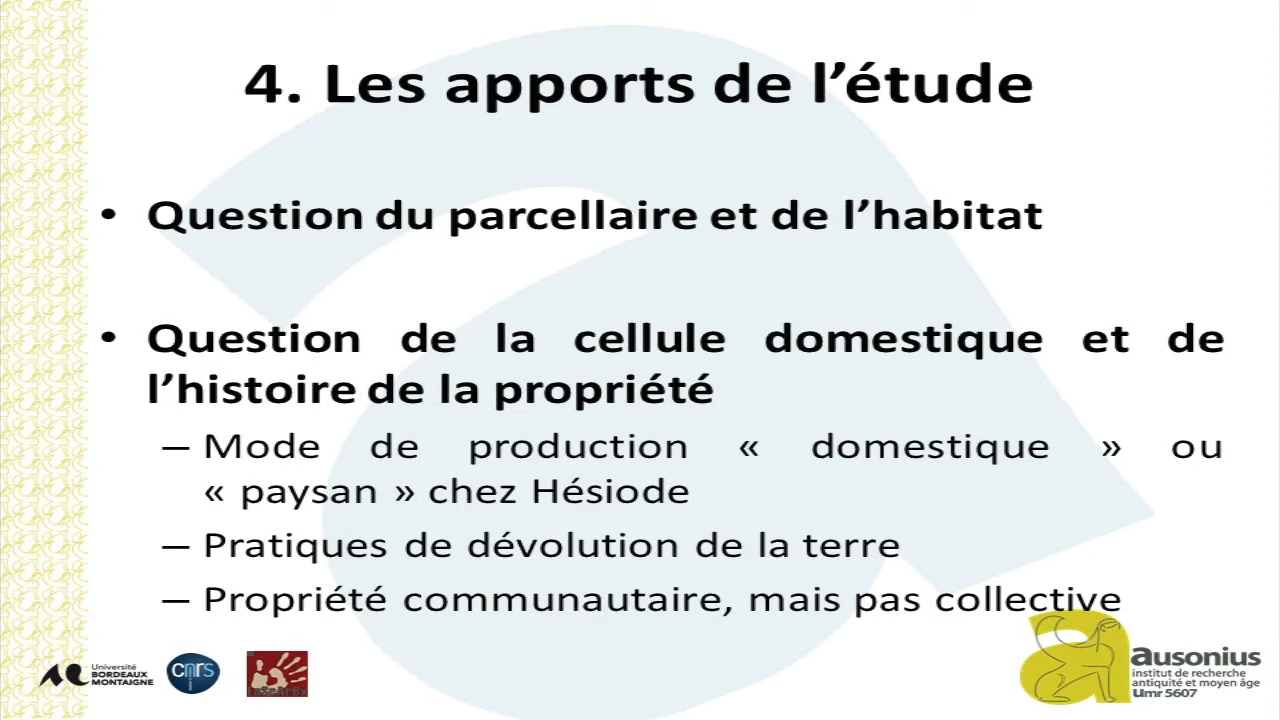 4. Les apports de l’étude
• Question du parcellaire et de l’habitat
• Question de la cellule domestique et de
l’histoire de la propriété
– Mode de production « domestique » ou
« paysan » chez Hésiode
– Pratiques de dévolution de la terre
– Propriété communautaire, mais pas collective
Université
BORDEAUX
MONTAIGNE
cnrs
ausonius
institut de recherche
antiquité et moyen âge
Umr 5607